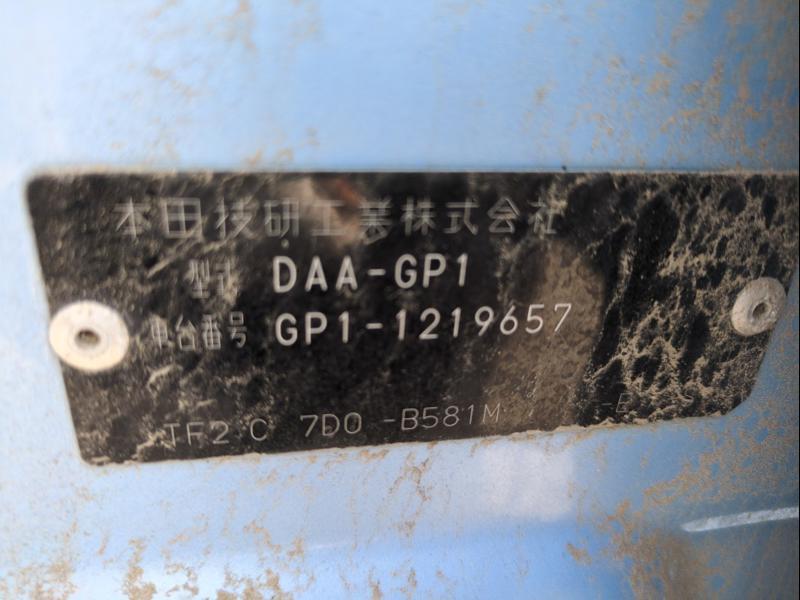 本田技研工業株式会社
型式 DAA-GP1
車台番号 GP1-1219657
TF2 C 7D0 -B581M -E